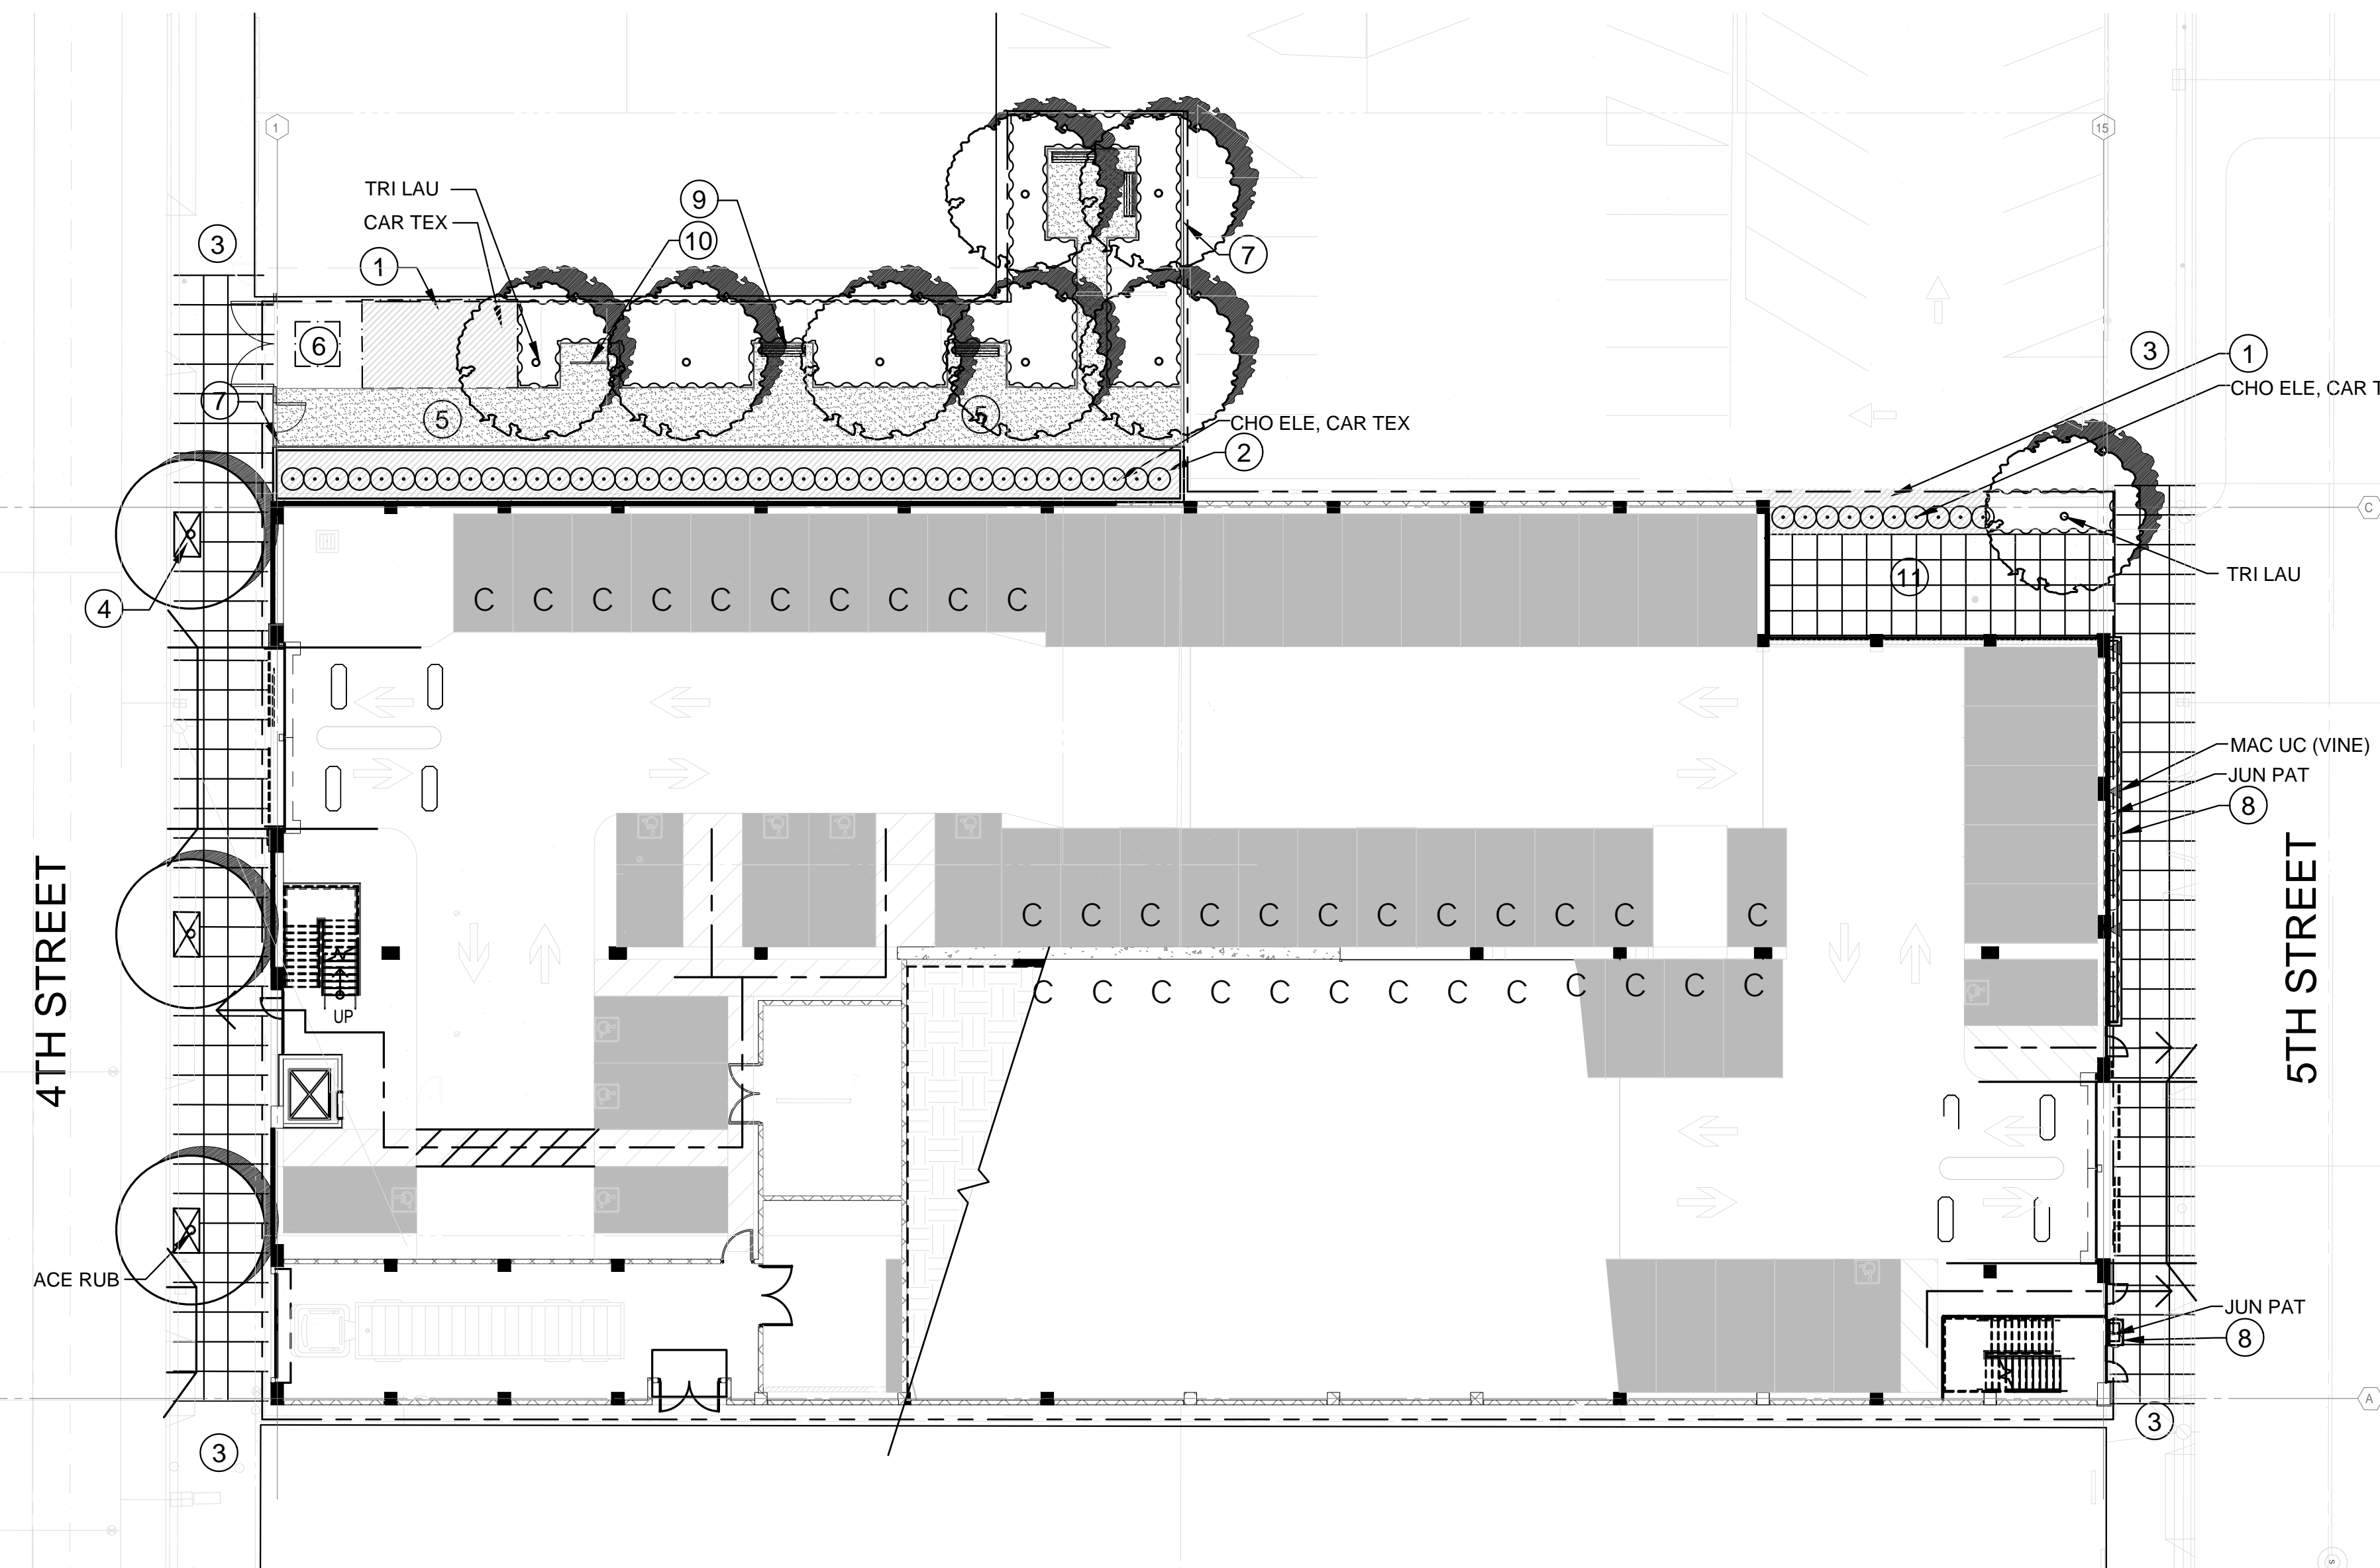 1
15
TRI LAU
9
CAR TEX
10
3
1
7
6
3
1
CHO ELE, CAR T
7
5
5
CHO ELE, CAR TEX
2
C
4
11
TRI LAU
C C C C C C C C C C
MAC UC (VINE)
JUN PAT
8
4TH STREET
5TH STREET
C C C C C C C C C C C C
C C C C C C C C C C C C C
UP
ACE RUB
JUN PAT
8
A
3
3
S